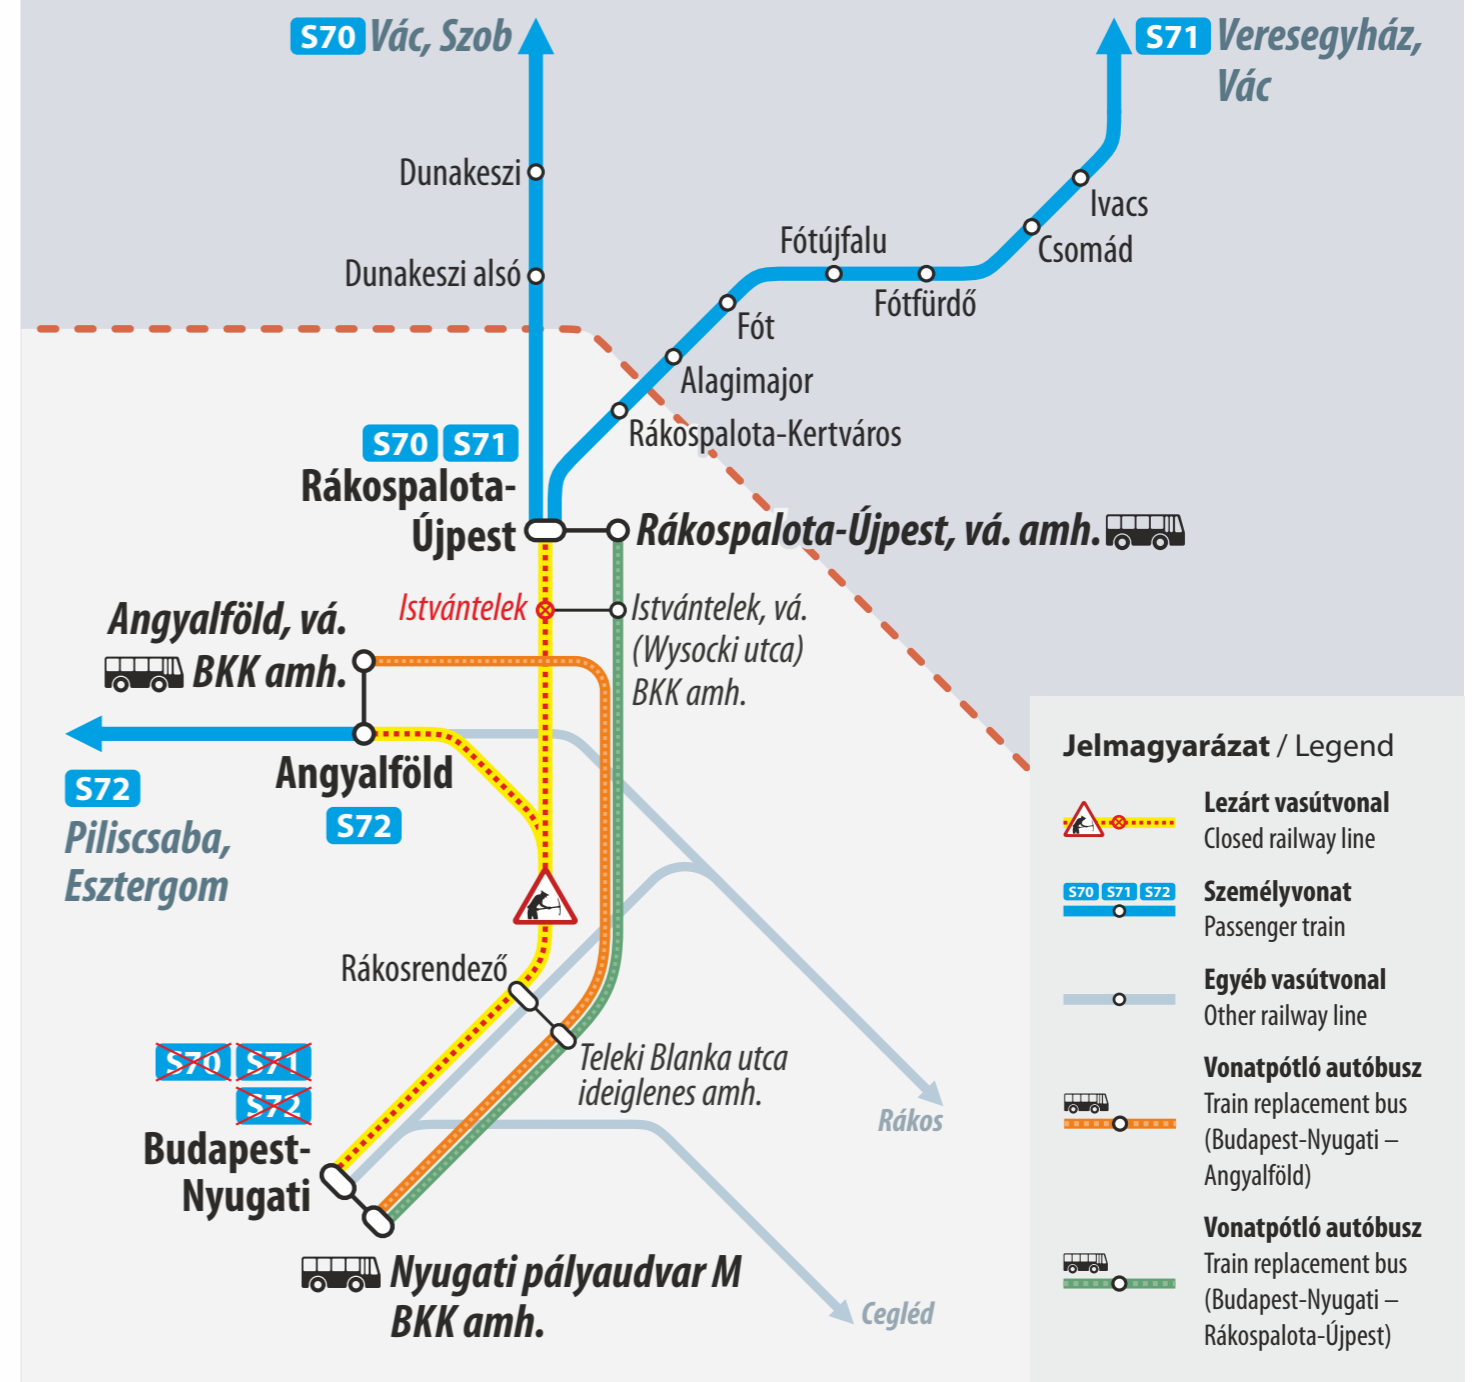 S70 Vác, Szob
S71 Veresegyház,
Vác
Dunakeszi
Ivacs
Csomád
Fótújfalu
Dunakeszi alsó
Fótfürdő
Fót
Alagimajor
Rákospalota-Kertváros
S70 S71
Rákospalota-
Újpest
Rákospalota-Újpest, vá. amh.
Istvántelek
Istvántelek, vá.
(Wysocki utca)
BKK amh.
Angyalföld, vá.
BKK amh.
Angyalföld
S72
S72
Piliscsaba,
Esztergom
Rákosrendező
Teleki Blanka utca
ideiglenes amh.
S70 S71
S72
Budapest-
Nyugati
Nyugati pályaudvar M
BKK amh.
Rákos
Cegléd
Jelmagyarázat / Legend
Lezárt vasútvonal
Closed railway line
S70 S71 S72
Személyvonat
Passenger train
Egyéb vasútvonal
Other railway line
Vonatpótló autóbusz
Train replacement bus
(Budapest-Nyugati –
Angyalföld)
Vonatpótló autóbusz
Train replacement bus
(Budapest-Nyugati –
Rákospalota-Újpest)